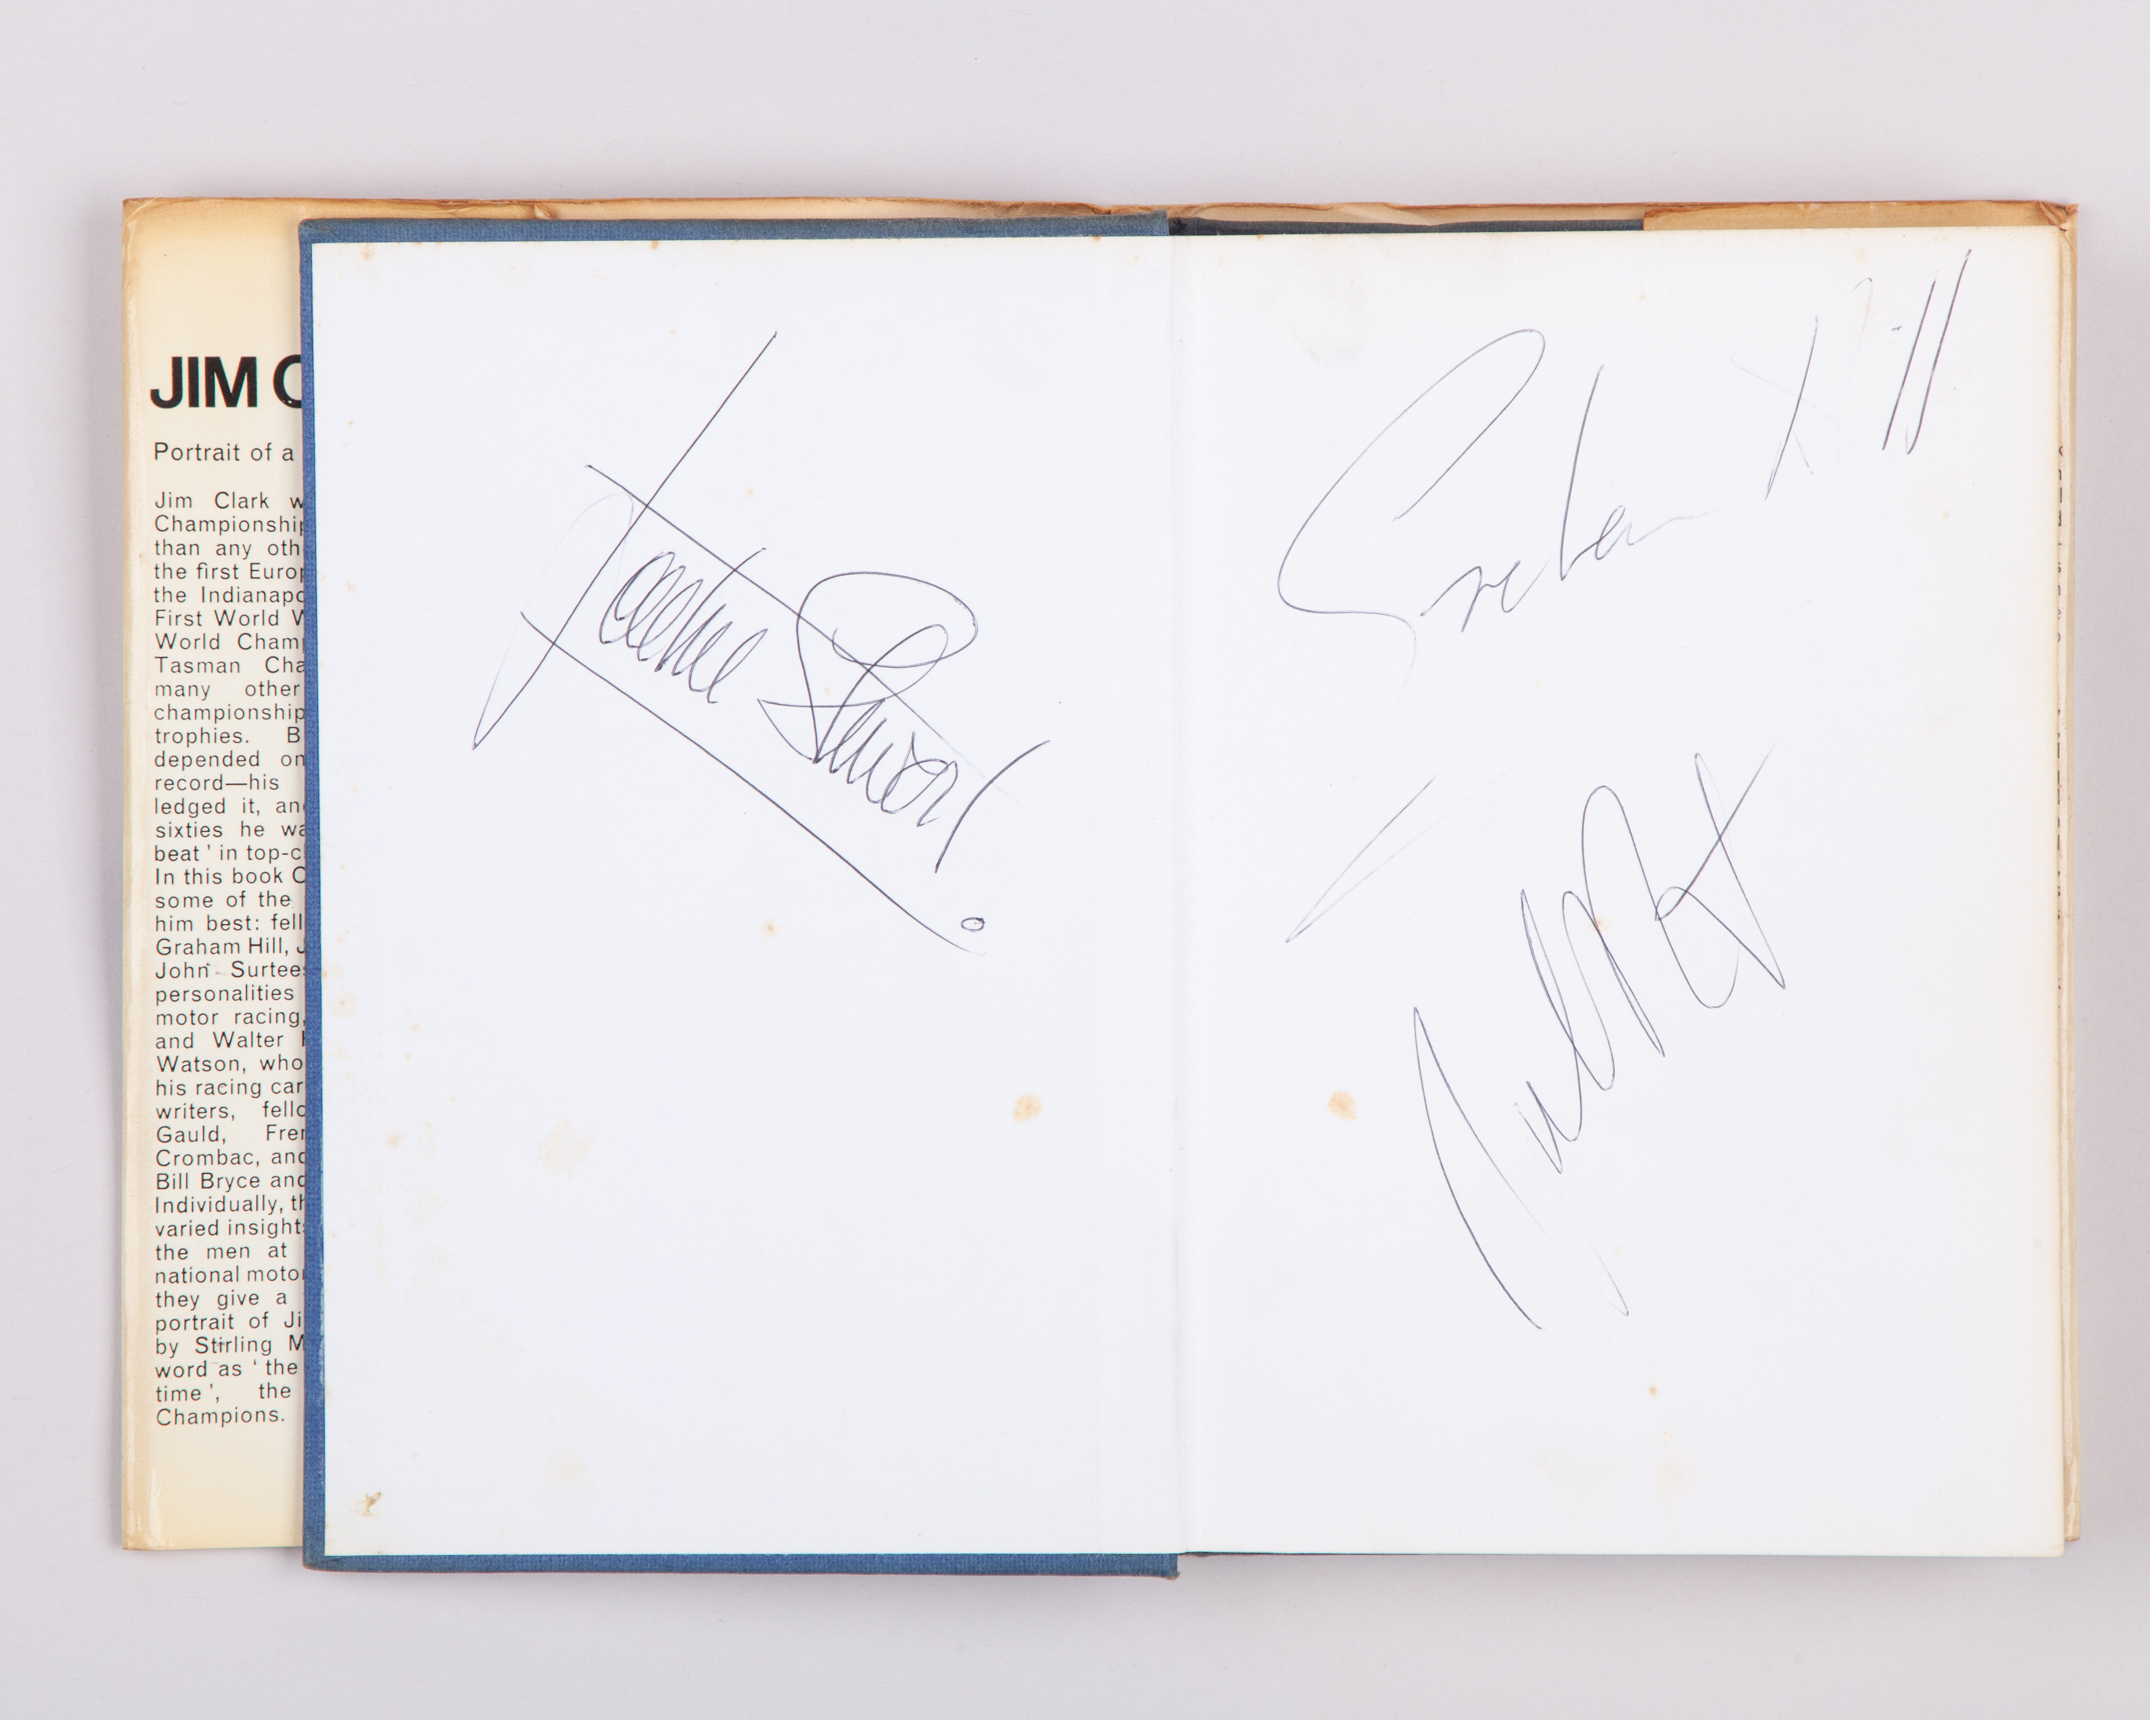 JIM C
Portrait of a
Jim Clark w
Championship
than any oth
the first Europ
the Indianapo
First World W
World Champ
Tasman Cha
many other
championship
trophies. B
depended on
record—his
ledged it, an
sixties he wa
beat' in top-c
In this book C
some of the
him best: fell
Graham Hill, J
John Surtees
personalities
motor racing,
and Walter H
Watson, who
his racing car
writers, fello
Gauld, Fren
Crombac, and
Bill Bryce and
Individually, th
varied insights
the men at
national motor
they give a
portrait of Ji
by Stirling M
word as ' the
time ', the
Champions.
Jackie Stewart
Graham Hill